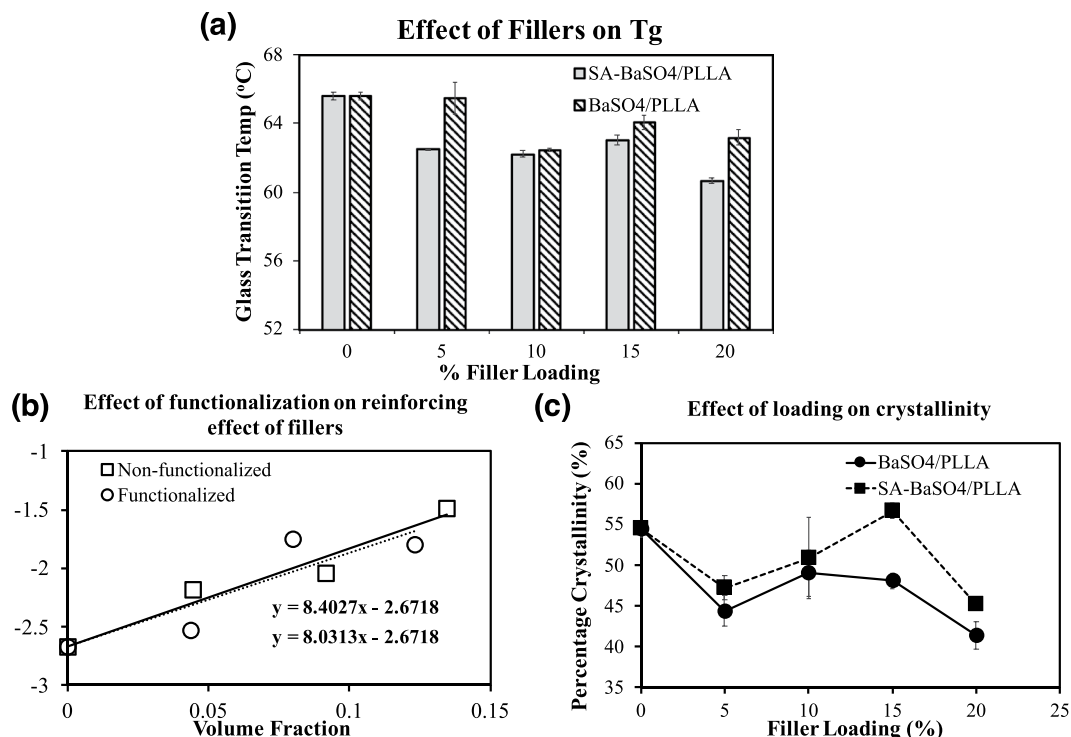 (a)
Effect of Fillers on Tg
SA-BaSO4/PLLA
BaSO4/PLLA
Glass Transitiion Temp (°C)
68
64
60
56
52
0 5 10 15 20
% Filler Loading
(b)
Effect of functionalization on reinforcing
effect of fillers
Non-functionalized
Functionalized
-1
-1.5
-2
-2.5
-3
y = 8.4027x - 2.6718
y = 8.0313x - 2.6718
0 0.05 0.1 0.15
Volume Fraction
(c)
Effect of loading on crystallinity
BaSO4/PLLA
SA-BaSO4/PLLA
Percentage Crystallinity (%)
65
60
55
50
45
40
35
0 5 10 15 20 25
Filler Loading (%)